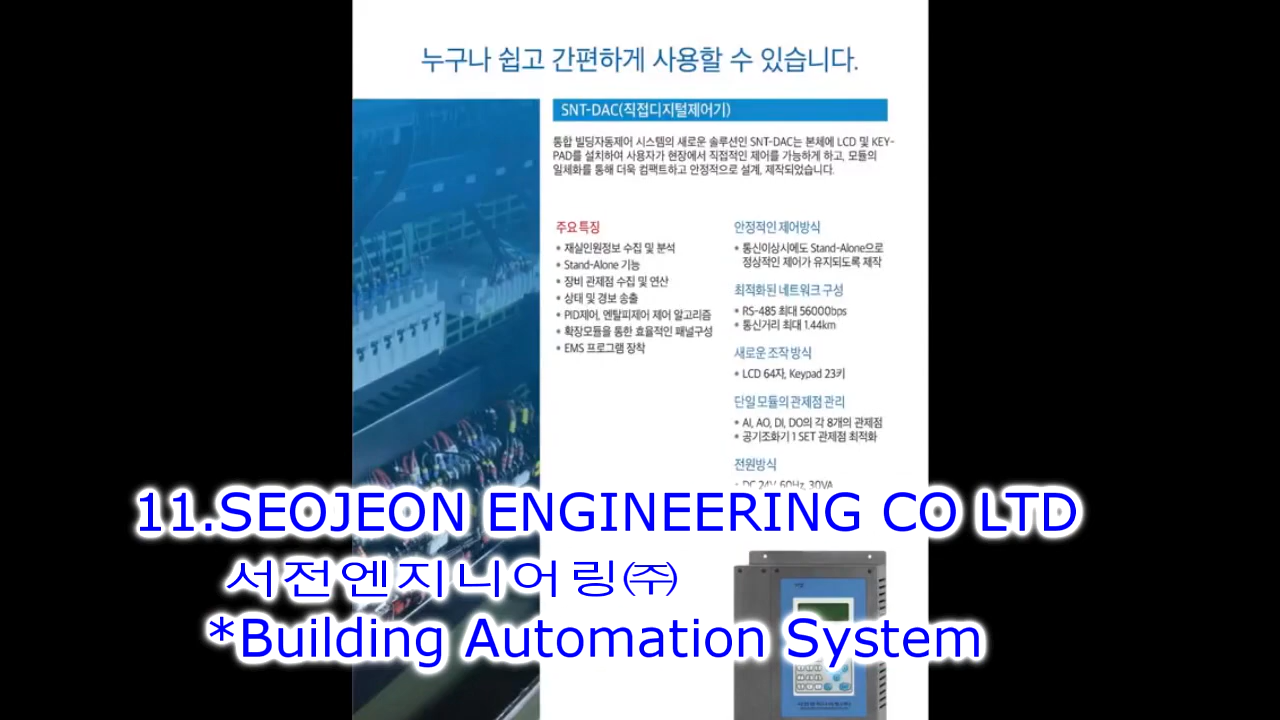 누구나 쉽고 간편하게 사용할 수 있습니다.
SNT-DAC(직접디지털제어기)
통합 빌딩자동제어 시스템의 새로운 솔루션인 SNT-DAC는 본체에 LCD 및 KEY-
PAD를 설치하여 사용자가 현장에서 직접적인 제어를 가능하게 하고, 모듈의
일체화를 통해 더욱 컴팩트하고 안정적으로 설계, 제작되었습니다.
주요 특징
• 재실인원정보 수집 및 분석
• Stand-Alone 기능
• 장비 관제점 수집 및 연산
• 상태 및 경보 송출
• PID제어, 엔탈피제어 제어 알고리즘
• 확장모듈을 통한 효율적인 패널구성
• EMS 프로그램 장착
안정적인 제어방식
• 통신이상시에도 Stand-Alone으로
정상적인 제어가 유지되도록 제작
최적화된 네트워크 구성
• RS-485 최대 56000bps
• 통신거리 최대 1.44km
새로운 조작 방식
• LCD 64자, Keypad 23키
단일 모듈의 관제점 관리
• AI, AO, DI, DO의 각 8개의 관제점
• 공기조화기 1 SET 관제점 최적화
전원방식
• DC 24V, 60Hz, 30VA
11.SEOJEON ENGINEERING CO LTD
서전엔지니어링㈜
*Building Automation System